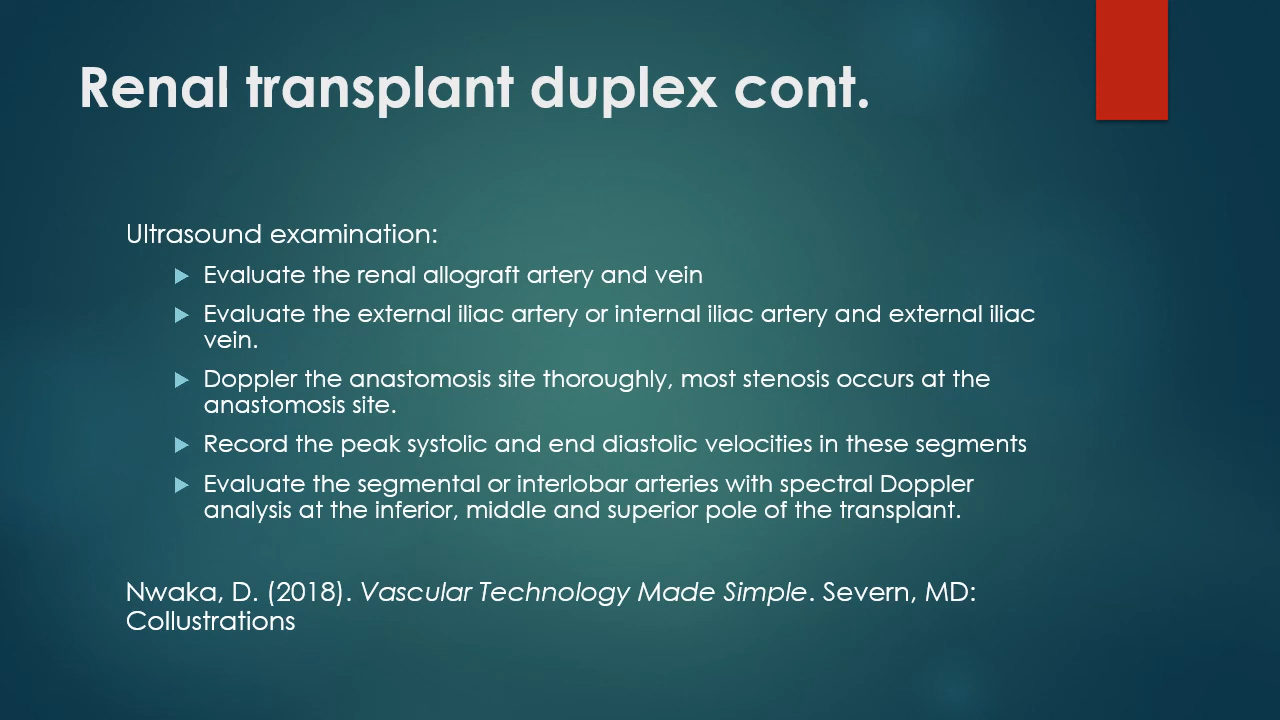 Renal transplant duplex cont.
Ultrasound examination:
Evaluate the renal allograft artery and vein
Evaluate the external iliac artery or internal iliac artery and external iliac
vein.
Doppler the anastomosis site thoroughly, most stenosis occurs at the
anastomosis site.
Record the peak systolic and end diastolic velocities in these segments
Evaluate the segmental or interlobar arteries with spectral Doppler
analysis at the inferior, middle and superior pole of the transplant.
Nwaka, D. (2018). Vascular Technology Made Simple. Severn, MD:
Collustrations